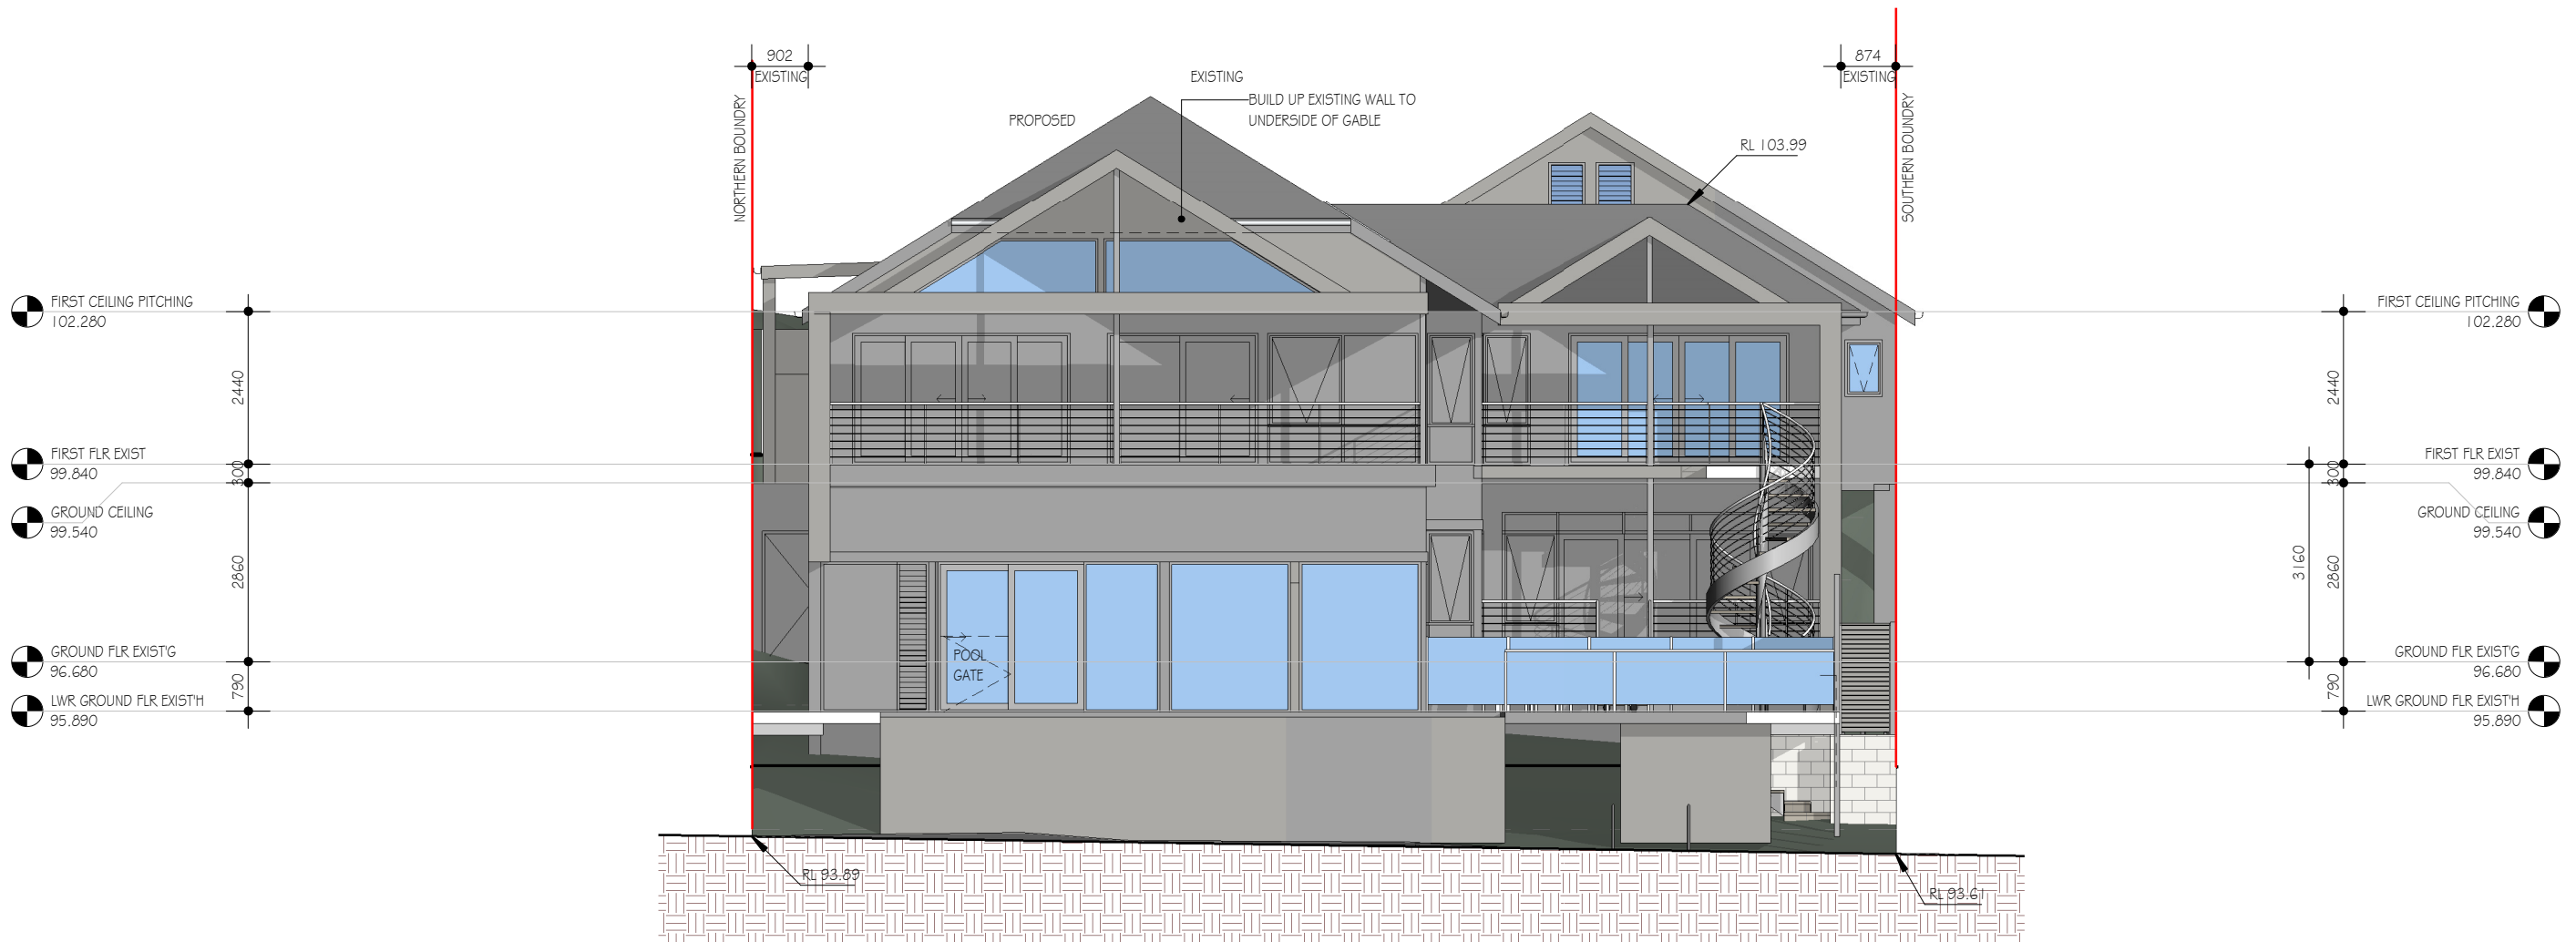 902
EXISTING
EXISTING
874
EXISTING
BUILD UP EXISTING WALL TO
UNDERSIDE OF GABLE
PROPOSED
NORTHERN BOUNDRY
SOUTHERN BOUNDRY
RL 103.99
FIRST CEILING PITCHING
102.280
2440
FIRST FLR EXIST
99.840
300
GROUND CEILING
99.540
2860
GROUND FLR EXIST'G
96.680
790
LWR GROUND FLR EXIST'H
95.890
POOL
GATE
FIRST CEILING PITCHING
102.280
2440
FIRST FLR EXIST
99.840
300
GROUND CEILING
99.540
3160
2860
GROUND FLR EXIST'G
96.680
790
LWR GROUND FLR EXIST'H
95.890
RL 93.89
RL 93.61